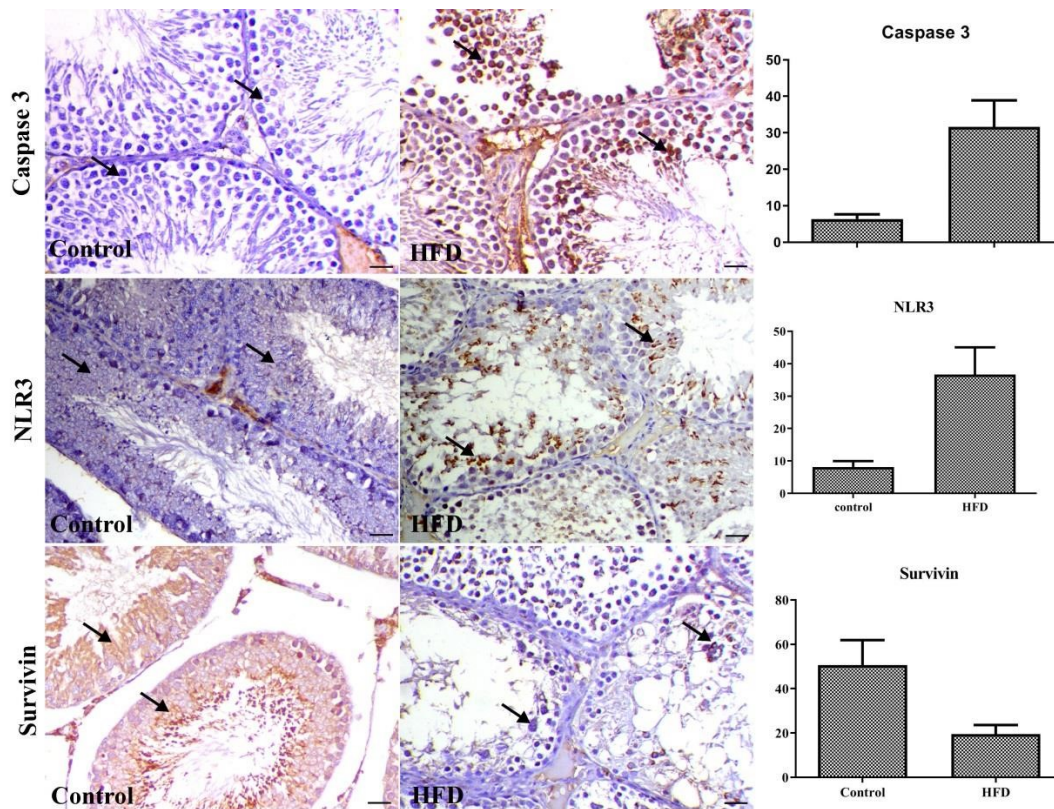 Caspase 3
Control
HFD
Caspase 3
50
40
30
20
10
0
NLR3
Control
HFD
NLR3
50
40
30
20
10
0
control
HFD
Survivin
Control
HFD
Survivin
80
60
40
20
0
Control
HFD